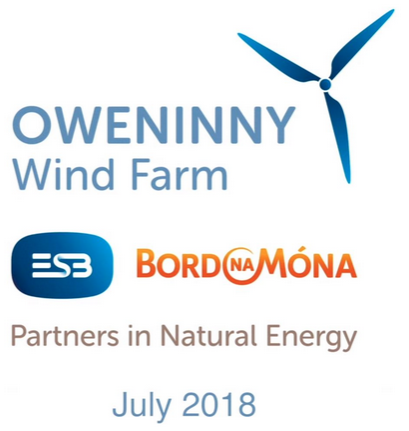 OWENINNY
Wind Farm
ESB BORD NA MÓNA
Partners in Natural Energy
July 2018